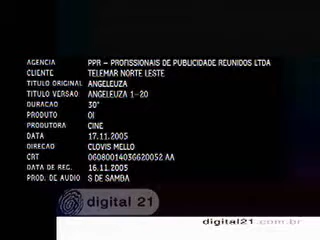 AGENCIA PPR - PROFISSIONAIS DE PUBLICIDADE REUNIDOS LTDA
CLIENTE TELEMAR NORTE LESTE
TITULO ORIGINAL ANGELEUZA
TITULO VERSAO ANGELEUZA 1-20
DURACAO 30"
PRODUTO OI
PRODUTORA CINE
DATA 17.11.2005
DIRECAO CLOVIS MELLO
CRT 06080014036620052 AA
DATA DE REC. 16.11.2005
PROD. DE AUDIO S DE SAMBA
digital 21
digital21.com.br